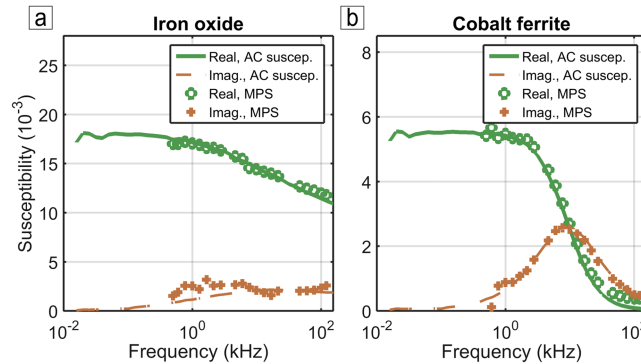 a
Iron oxide
Real, AC suscep.
Imag., AC suscep.
Real, MPS
Imag., MPS
25
20
15
10
5
0
10-2
100
102
Susceptibility (10-3)
Frequency (kHz)
b
Cobalt ferrite
Real, AC suscep.
Imag., AC suscep.
Real, MPS
Imag., MPS
8
6
4
2
0
10-2
100
102
Frequency (kHz)